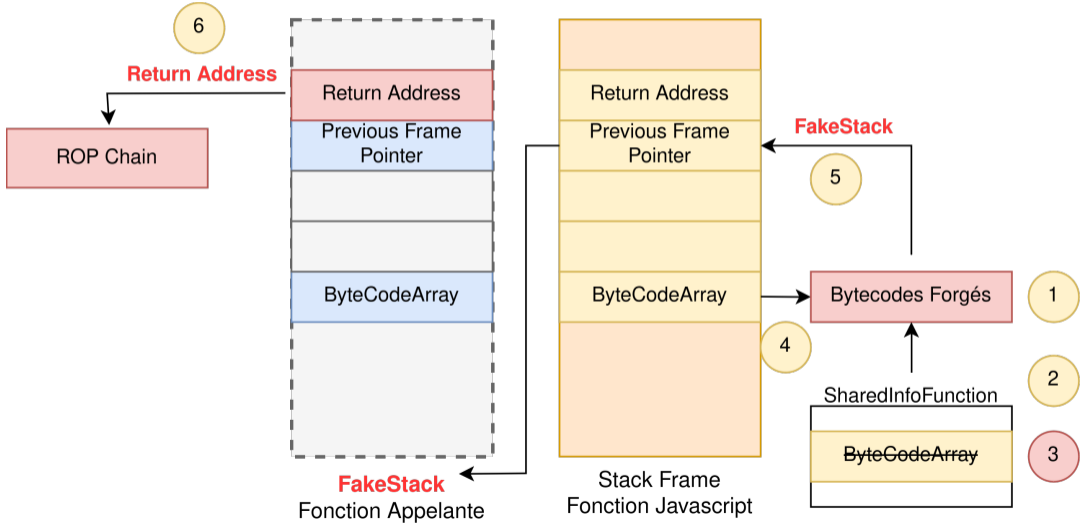 6
Return Address
ROP Chain
Return Address
Previous Frame
Pointer
ByteCodeArray
FakeStack
Fonction Appelante
Return Address
Previous Frame
Pointer
ByteCodeArray
Stack Frame
Fonction Javascript
FakeStack
5
Bytecodes Forgés
1
4
2
SharedInfoFunction
ByteCodeArray
3